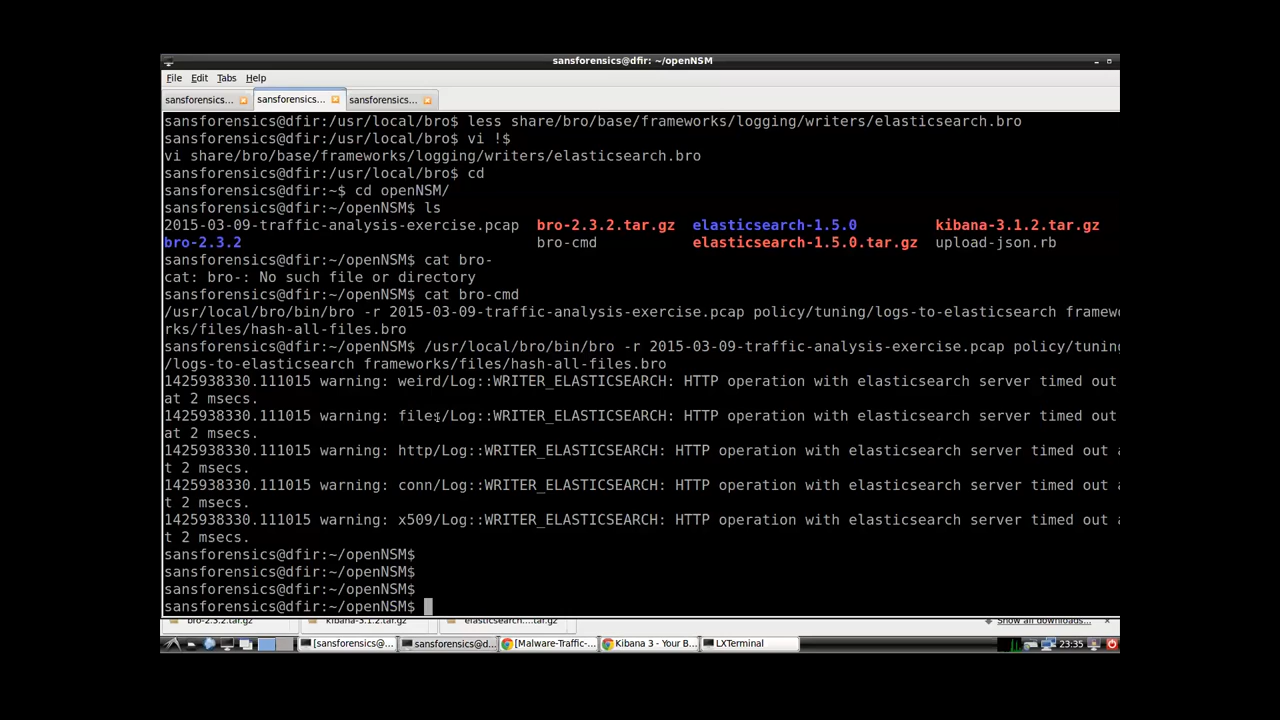 sansforensics@dfir: ~/openNSM
File Edit Tabs Help
sansforensics... sansforensics... sansforensics...
sansforensics@dfir:/usr/local/bro$ less share/bro/base/frameworks/logging/writers/elasticsearch.bro
sansforensics@dfir:/usr/local/bro$ vi !$
vi share/bro/base/frameworks/logging/writers/elasticsearch.bro
sansforensics@dfir:/usr/local/bro$ cd
sansforensics@dfir:~$ cd openNSM/
sansforensics@dfir:~/openNSM$ ls
2015-03-09-traffic-analysis-exercise.pcap bro-2.3.2.tar.gz elasticsearch-1.5.0 kibana-3.1.2.tar.gz
bro-2.3.2 bro-cmd elasticsearch-1.5.0.tar.gz upload-json.rb
sansforensics@dfir:~/openNSM$ cat bro-
cat: bro-: No such file or directory
sansforensics@dfir:~/openNSM$ cat bro-cmd
/usr/local/bro/bin/bro -r 2015-03-09-traffic-analysis-exercise.pcap policy/tuning/logs-to-elasticsearch framewo
rks/files/hash-all-files.bro
sansforensics@dfir:~/openNSM$ /usr/local/bro/bin/bro -r 2015-03-09-traffic-analysis-exercise.pcap policy/tuning
/logs-to-elasticsearch frameworks/files/hash-all-files.bro
1425938330.111015 warning: weird/Log::WRITER_ELASTICSEARCH: HTTP operation with elasticsearch server timed out
at 2 msecs.
1425938330.111015 warning: files/Log::WRITER_ELASTICSEARCH: HTTP operation with elasticsearch server timed out
at 2 msecs.
1425938330.111015 warning: http/Log::WRITER_ELASTICSEARCH: HTTP operation with elasticsearch server timed out a
t 2 msecs.
1425938330.111015 warning: conn/Log::WRITER_ELASTICSEARCH: HTTP operation with elasticsearch server timed out a
t 2 msecs.
1425938330.111015 warning: x509/Log::WRITER_ELASTICSEARCH: HTTP operation with elasticsearch server timed out a
t 2 msecs.
sansforensics@dfir:~/openNSM$
sansforensics@dfir:~/openNSM$
sansforensics@dfir:~/openNSM$
sansforensics@dfir:~/openNSM$
bro-2.3.2.tar.gz kibana-3.1.2.tar.gz elasticsearch....tar.gz Show all downloads...
[sansforensics@... sansforensics@d... [Malware-Traffic-... Kibana 3 - Your B... LXTerminal 23:35